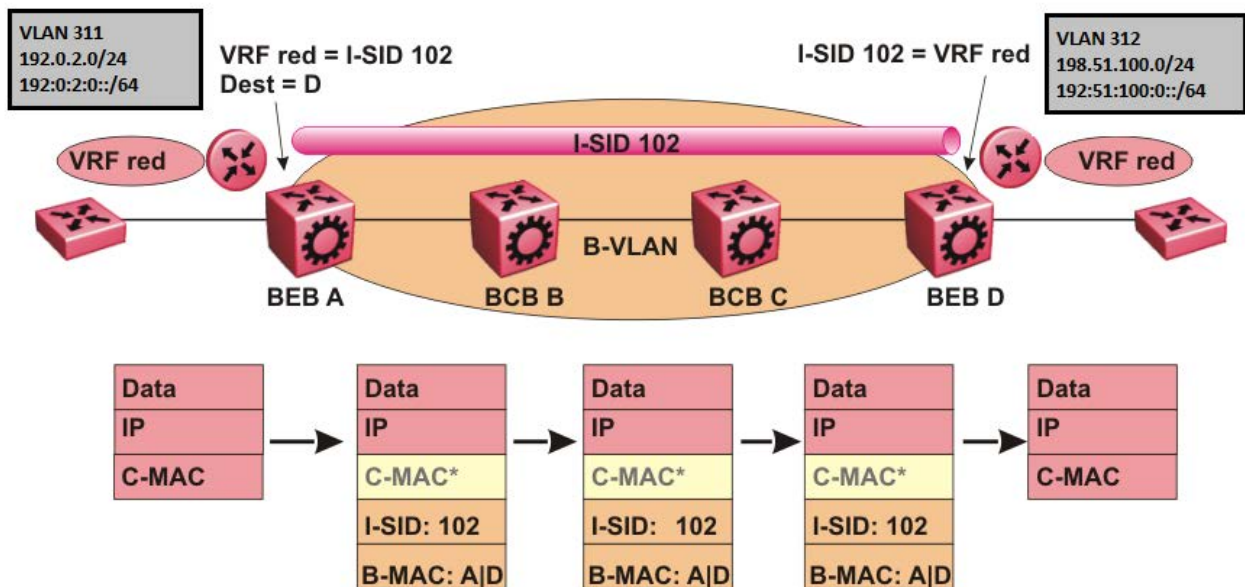 VLAN 311
192.0.2.0/24
192:0:2:0::/64
VRF red = I-SID 102
Dest = D
I-SID 102 = VRF red
VLAN 312
198.51.100.0/24
192:51:100:0::/64
I-SID 102
VRF red
VRF red
B-VLAN
BEB A
BCB B
BCB C
BEB D
Data
IP
C-MAC
Data
IP
C-MAC*
I-SID: 102
B-MAC: A|D
Data
IP
C-MAC*
I-SID: 102
B-MAC: A|D
Data
IP
C-MAC*
I-SID: 102
B-MAC: A|D
Data
IP
C-MAC